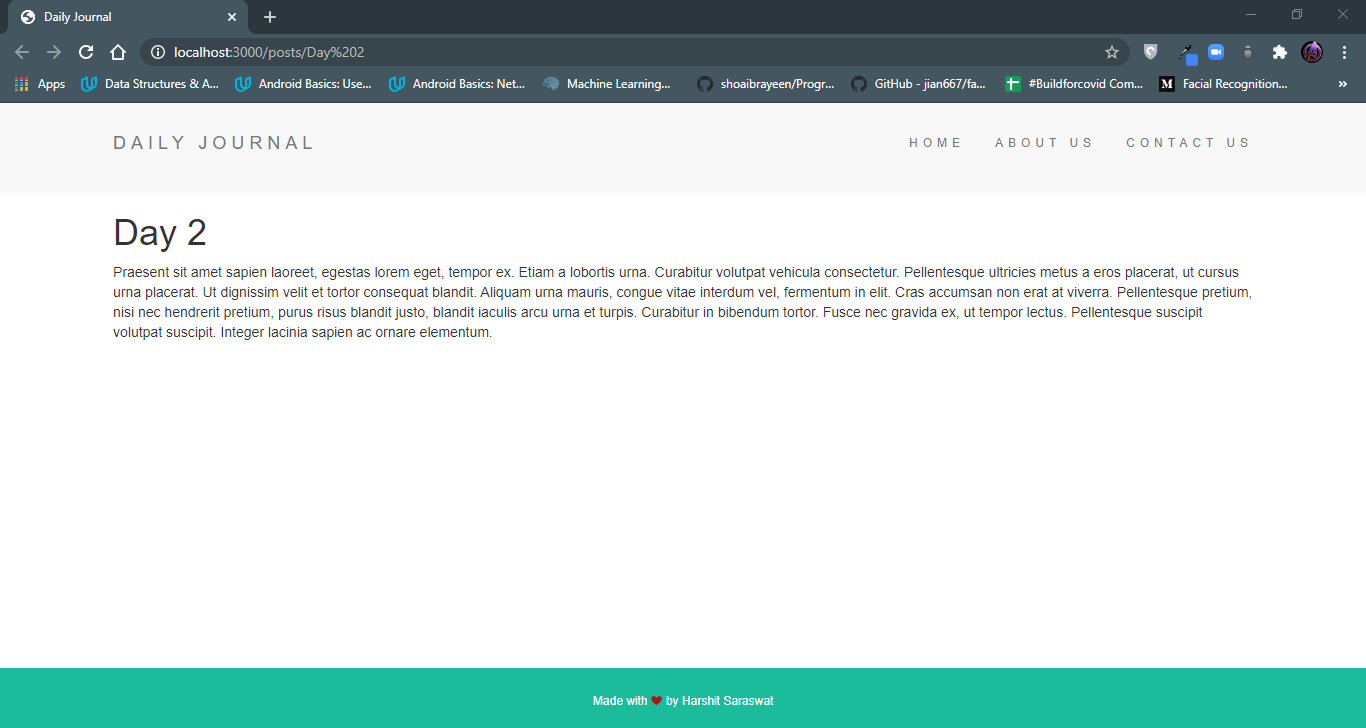 Daily Journal
localhost:3000/posts/Day%202
Apps Data Structures & A... Android Basics: Use... Android Basics: Net... Machine Learning... shoaibrayeen/Progr... GitHub - jian667/fa... #Buildforcovid Com... M Facial Recognition... »
DAILY JOURNAL HOME ABOUT US CONTACT US
Day 2
Praesent sit amet sapien laoreet, egestas lorem eget, tempor ex. Etiam a lobortis urna. Curabitur volutpat vehicula consectetur. Pellentesque ultricies metus a eros placerat, ut cursus
urna placerat. Ut dignissim velit et tortor consequat blandit. Aliquam urna mauris, congue vitae interdum vel, fermentum in elit. Cras accumsan non erat at viverra. Pellentesque pretium,
nisi nec hendrerit pretium, purus risus blandit justo, blandit iaculis arcu urna et turpis. Curabitur in bibendum tortor. Fusce nec gravida ex, ut tempor lectus. Pellentesque suscipit
volutpat suscipit. Integer lacinia sapien ac ornare elementum.
Made with ❤ by Harshit Saraswat